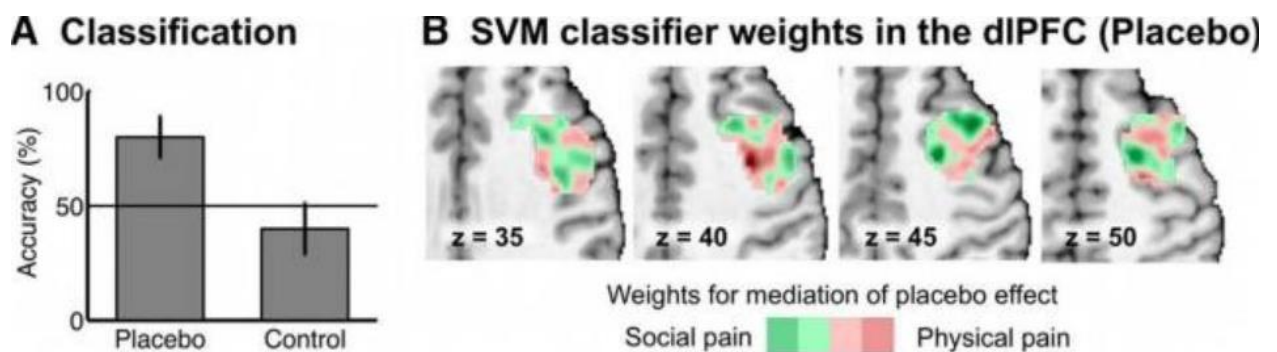 A Classification
100
50
0
Accuracy (%)
Placebo
Control
B SVM classifier weights in the dlPFC (Placebo)
z = 35
z = 40
z = 45
z = 50
Weights for mediation of placebo effect
Social pain
Physical pain